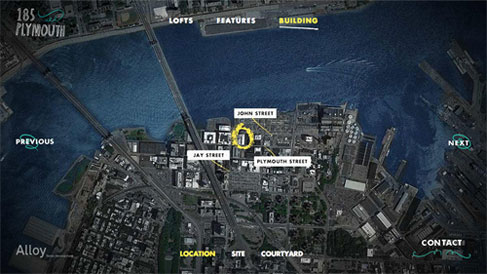 185
PLYMOUTH
LOFTS FEATURES BUILDING
JOHN STREET
PREVIOUS
NEXT
JAY STREET
PLYMOUTH STREET
CONTACT
Alloy
LOCATION SITE COURTYARD